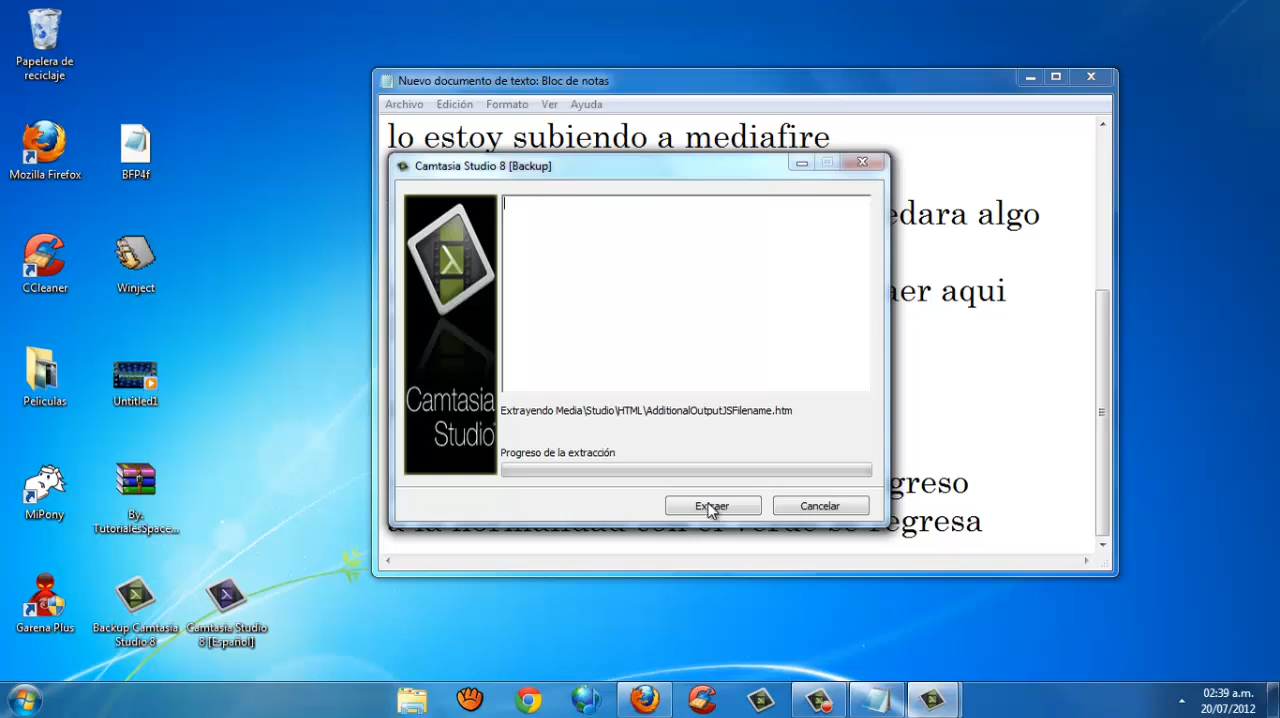 Papelera de
reciclaje
Mozilla Firefox
BFP4f
CCleaner
Winject
Peliculas
Untitled1
MiPony
By.
TutorialesSpace...
Garena Plus
Backup Camtasia
Studio 8
Camtasia Studio
8 [Español]
Nuevo documento de texto: Bloc de notas
Archivo Edición Formato Ver Ayuda
lo estoy subiendo a mediafire
edara algo
aer aqui
greso
regresa
Camtasia Studio 8 [Backup]
Camtasia
Studio
Extrayendo Media\Studio\HTML\AdditionalOutputJSFilename.htm
Progreso de la extracción
Extraer
Cancelar
02:39 a.m.
20/07/2012